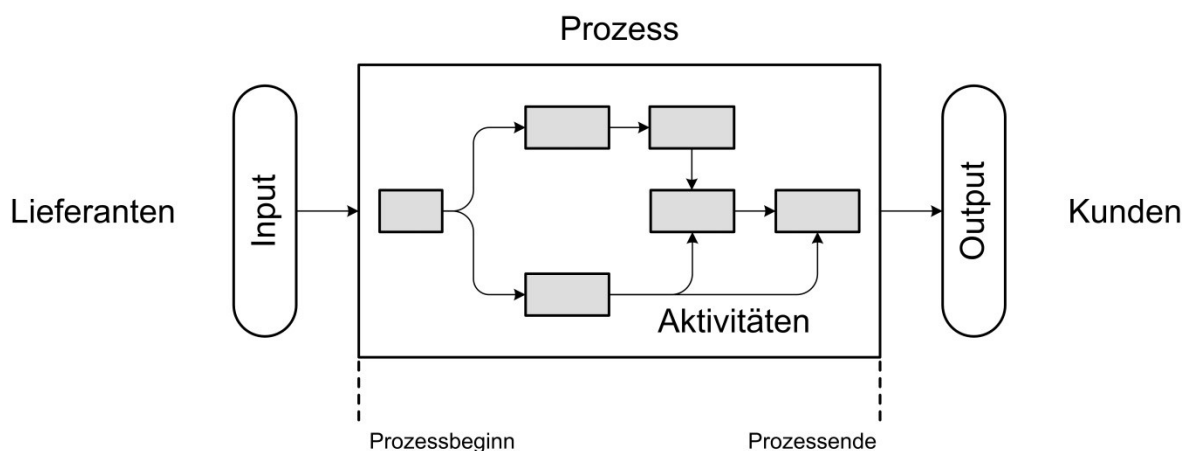 Prozess
Lieferanten
Input
Aktivitäten
Output
Kunden
Prozessbeginn
Prozessende